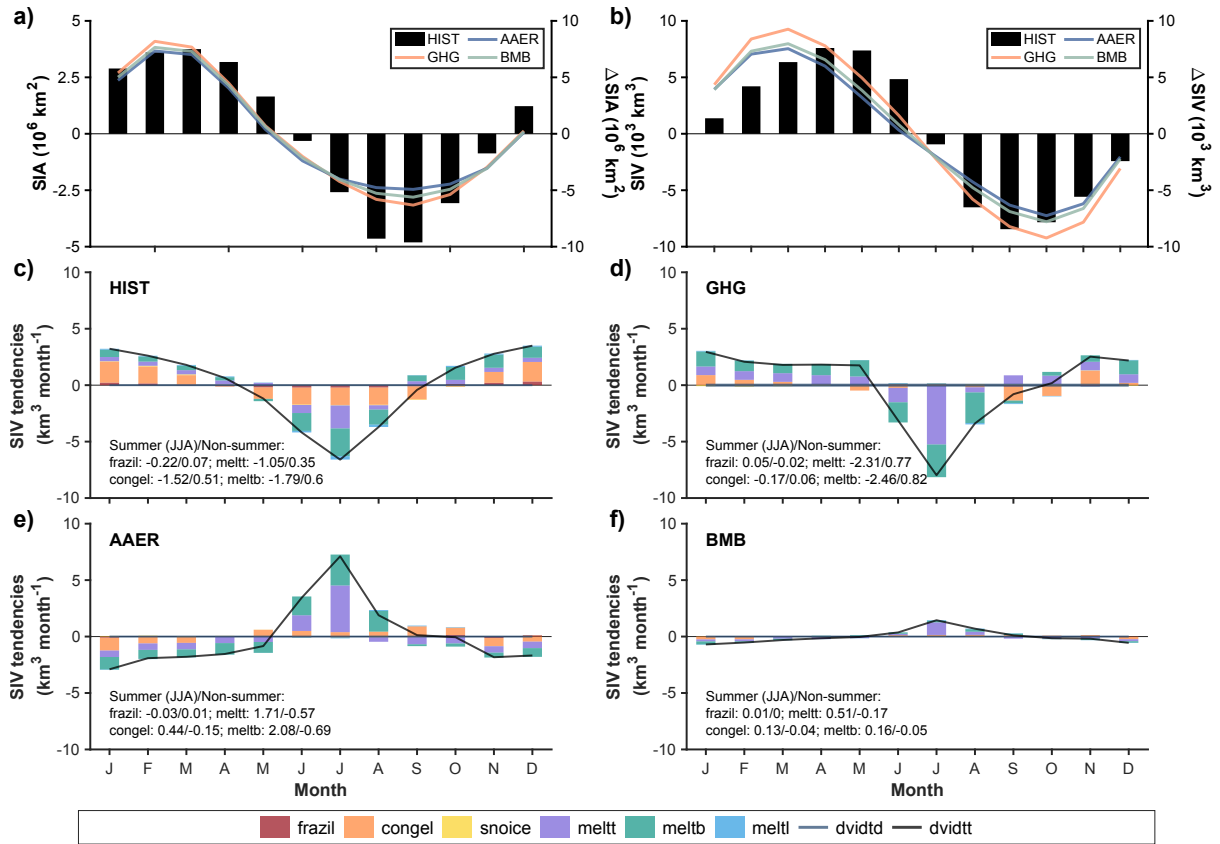 a)
10
5
0
-5
-10
5
2.5
0
-2.5
-5
SIA (10⁶ km²)
△SIA (10⁶ km²)
HIST AAER
GHG BMB
b)
10
5
0
-5
-10
10
5
0
-5
-10
SIV (10³ km³)
△SIV (10³ km³)
HIST AAER
GHG BMB
c)
HIST
10
5
0
-5
-10
SIV tendencies
(km³ month⁻¹)
Summer (JJA)/Non-summer:
frazil: -0.22/0.07; meltt: -1.05/0.35
congel: -1.52/0.51; meltb: -1.79/0.6
d)
GHG
10
5
0
-5
-10
SIV tendencies
(km³ month⁻¹)
Summer (JJA)/Non-summer:
frazil: 0.05/-0.02; meltt: -2.31/0.77
congel: -0.17/0.06; meltb: -2.46/0.82
e)
AAER
10
5
0
-5
-10
SIV tendencies
(km³ month⁻¹)
Summer (JJA)/Non-summer:
frazil: -0.03/0.01; meltt: 1.71/-0.57
congel: 0.44/-0.15; meltb: 2.08/-0.69
J F M A M J J A S O N D
Month
f)
BMB
10
5
0
-5
-10
SIV tendencies
(km³ month⁻¹)
Summer (JJA)/Non-summer:
frazil: 0.01/0; meltt: 0.51/-0.17
congel: 0.13/-0.04; meltb: 0.16/-0.05
J F M A M J J A S O N D
Month
frazil congel snoice meltt meltb meltl dvidtd dvidtt